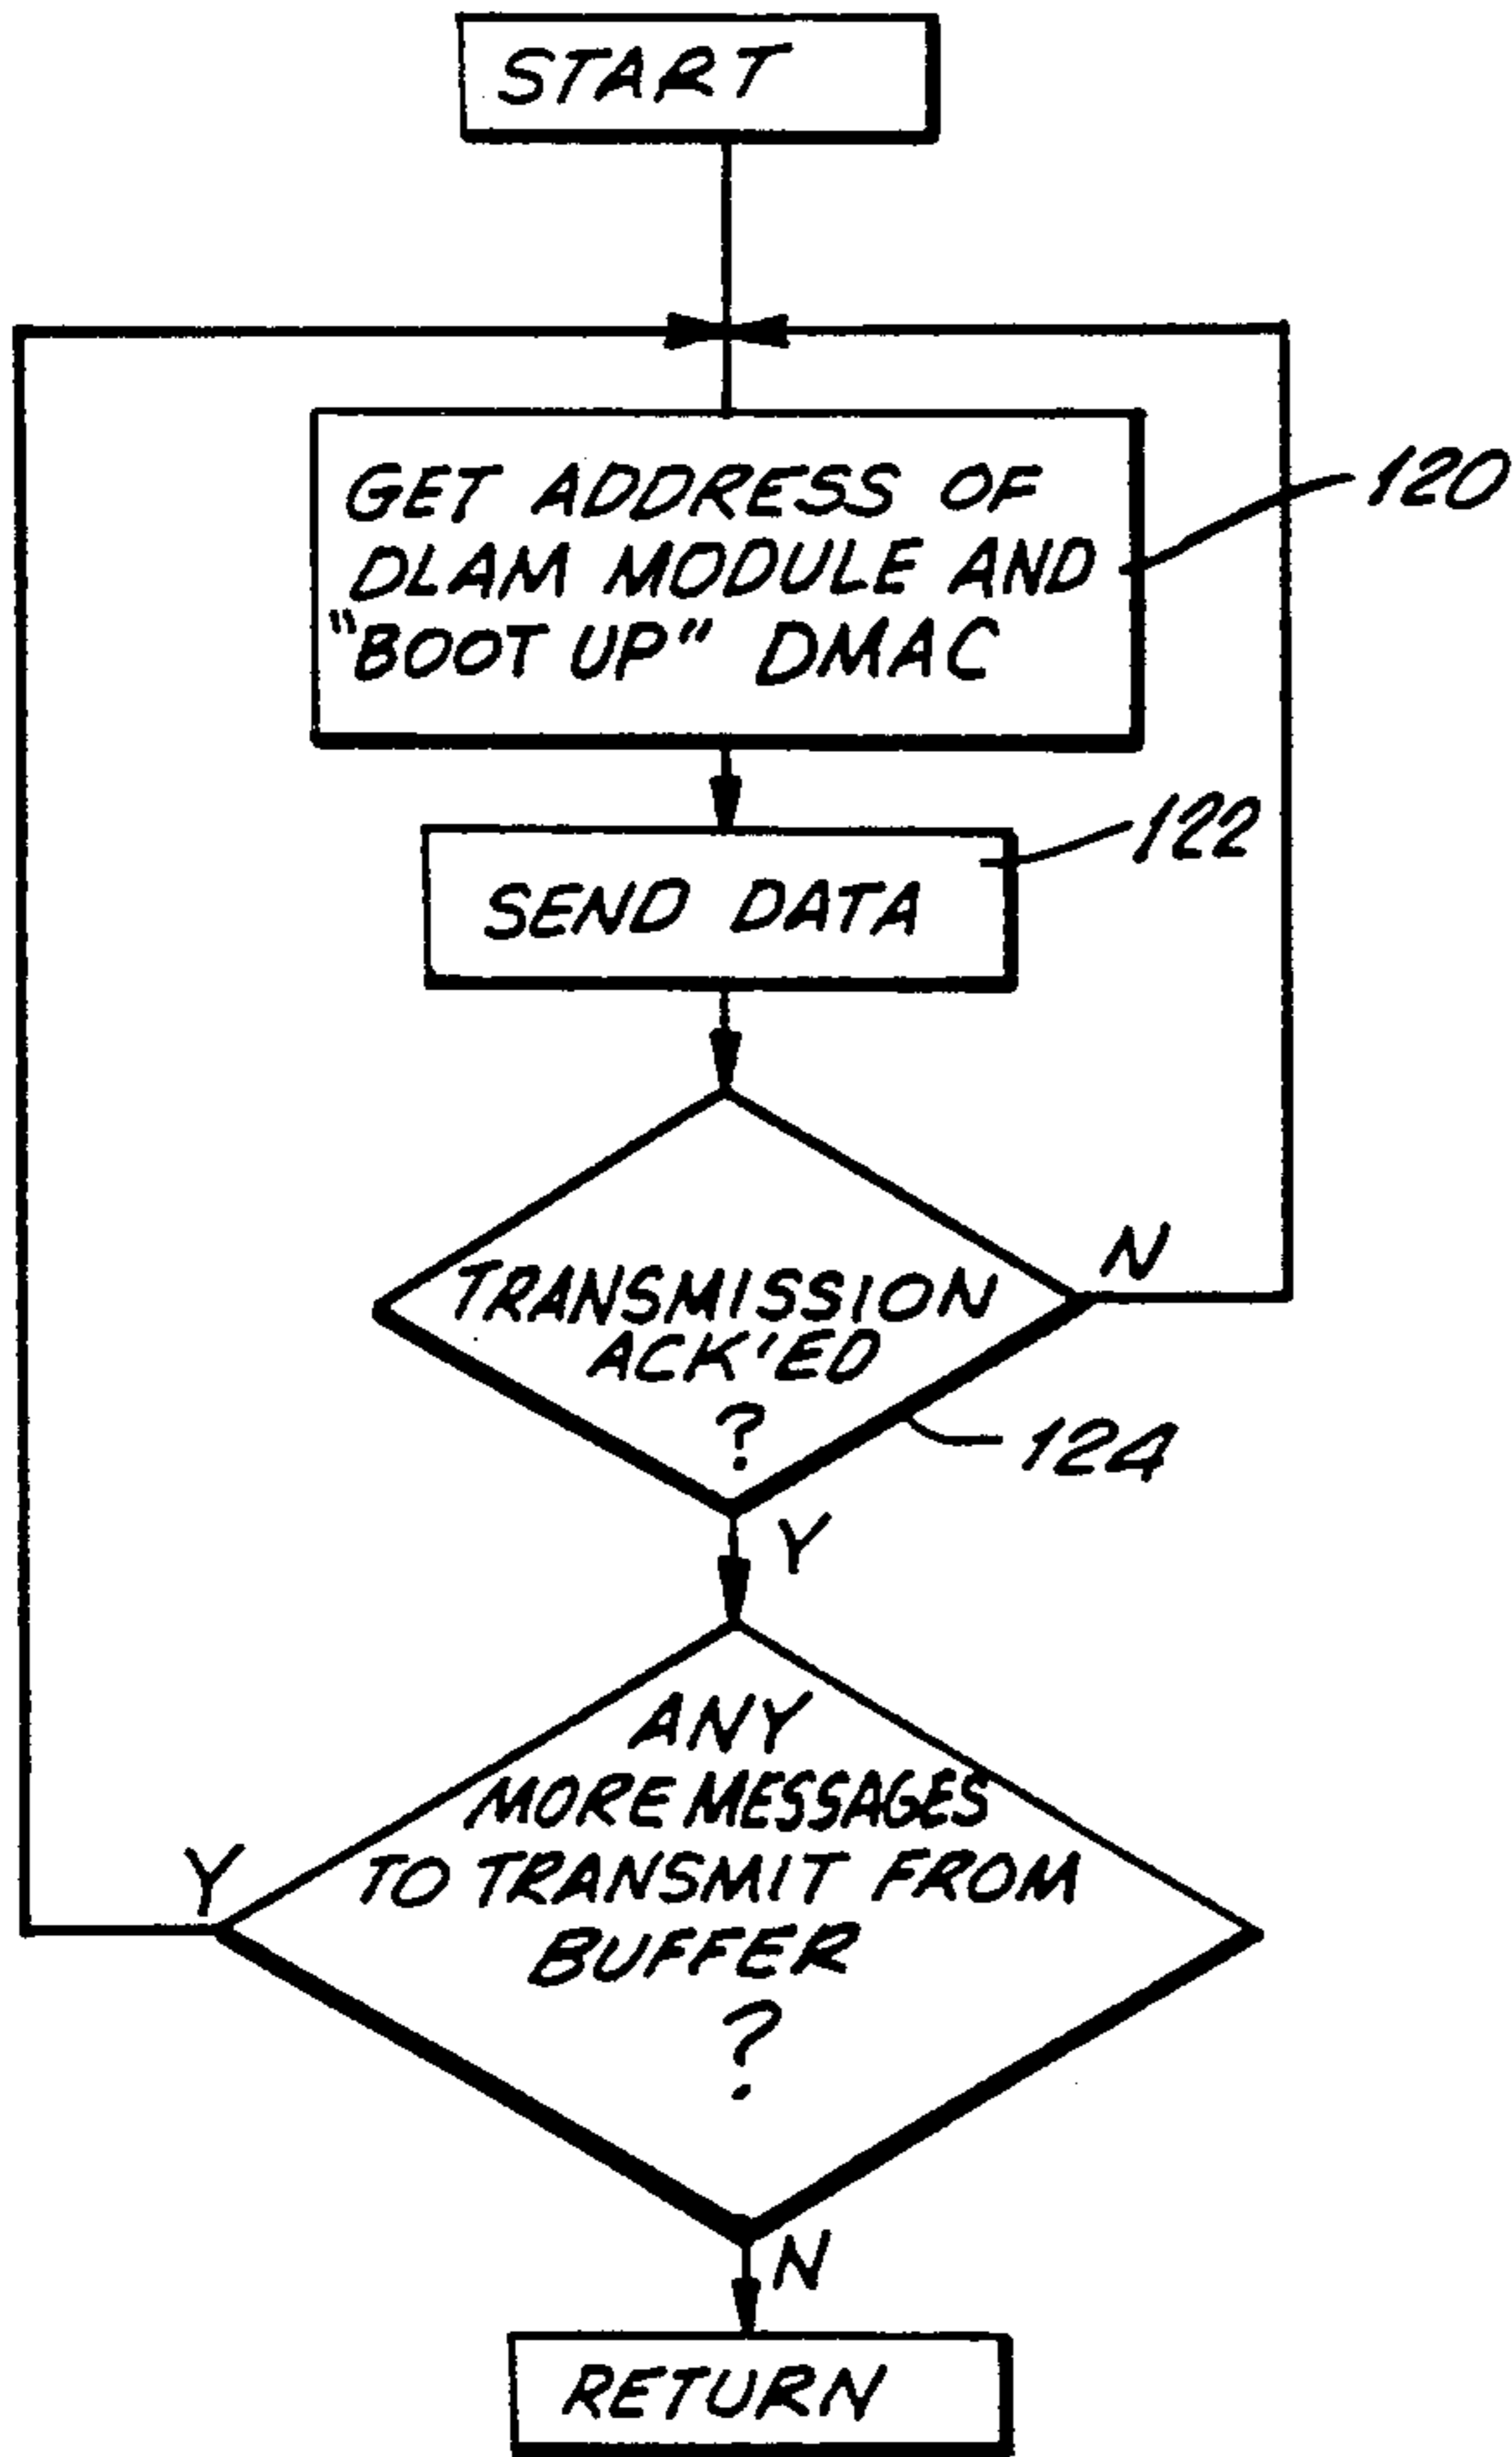 START
GET ADDRESS OF
DLAM MODULE AND
"BOOT UP" DMAC
120
SEND DATA
122
TRANSMISSION
ACK'ED
?
N
124
Y
ANY
MORE MESSAGES
TO TRANSMIT FROM
BUFFER
?
Y
N
RETURN